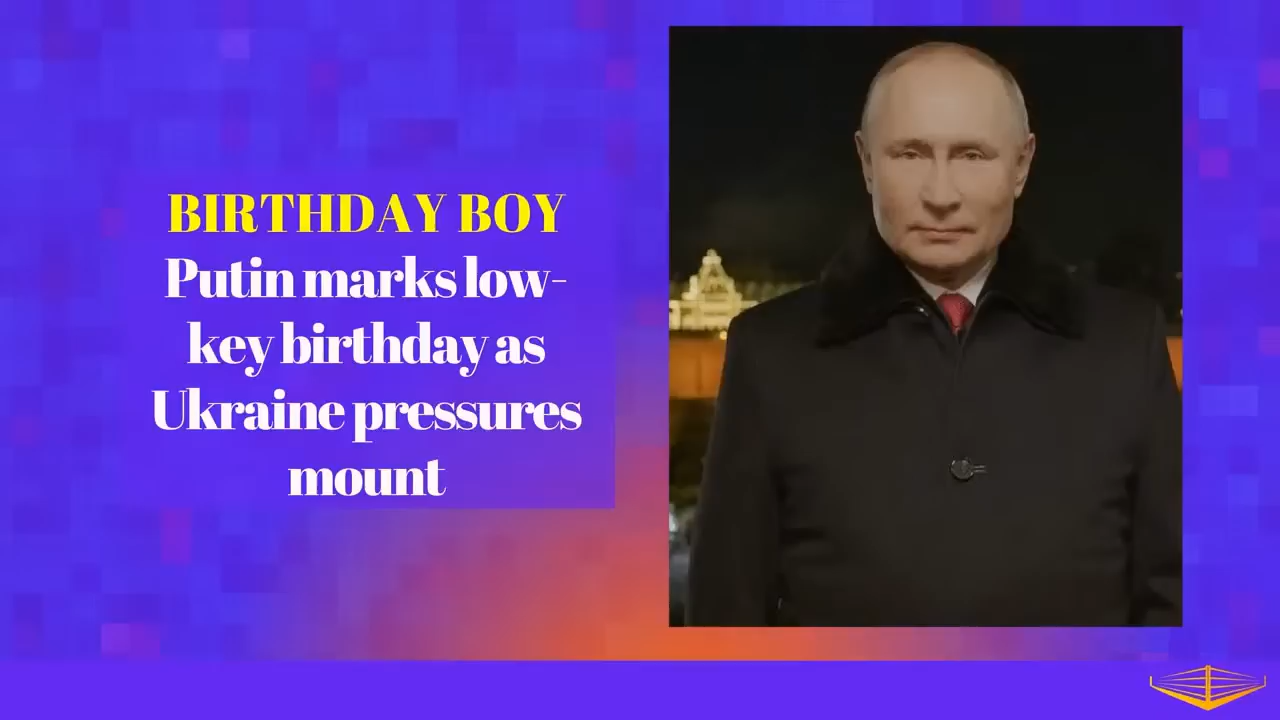 BIRTHDAY BOY
Putin marks low-
key birthday as
Ukraine pressures
mount